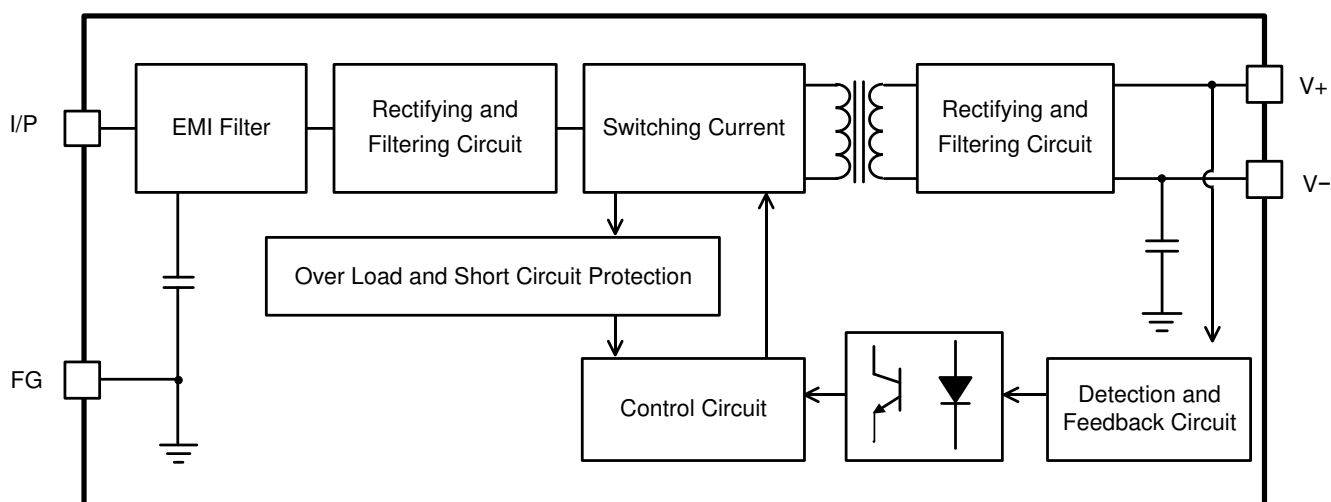 I/P
EMI Filter
Rectifying and
Filtering Circuit
Switching Current
Rectifying and
Filtering Circuit
V+
V−
Over Load and Short Circuit Protection
FG
Control Circuit
Detection and
Feedback Circuit